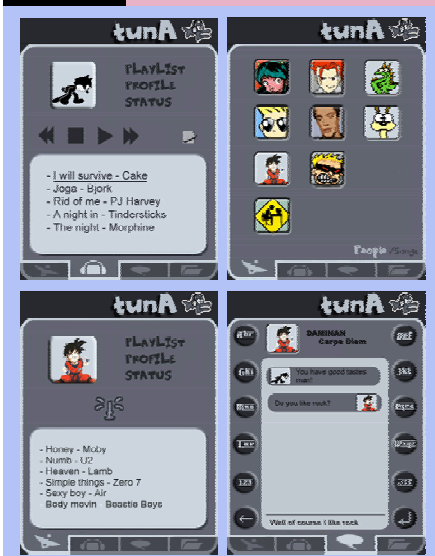 tunA
PLAYLIST
PROFILE
STATUS
- I will survive - Cake
- Joga - Bjork
- Rid of me - PJ Harvey
- A night in - Tindersticks
- The night - Morphine
tunA
People /Songs
tunA
PLAYLIST
PROFILE
STATUS
- Honey - Moby
- Numb - U2
- Heaven - Lamb
- Simple things - Zero 7
- Sexy boy - Air
- Body movin - Beastie Boys
tunA
DAMINAN
Carpe Diem
You have good tastes
man!
Do you like rock?
Well of course I like rock